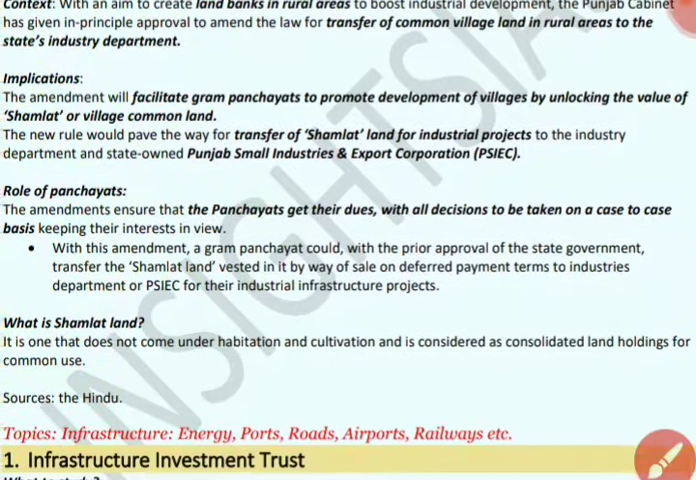 Context: With an aim to create land banks in rural areas to boost industrial development, the Punjab Cabinet
has given in-principle approval to amend the law for transfer of common village land in rural areas to the
state's industry department.
Implications:
The amendment will facilitate gram panchayats to promote development of villages by unlocking the value of
'Shamlat' or village common land.
The new rule would pave the way for transfer of 'Shamlat' land for industrial projects to the industry
department and state-owned Punjab Small Industries & Export Corporation (PSIEC).
Role of panchayats:
The amendments ensure that the Panchayats get their dues, with all decisions to be taken on a case to case
basis keeping their interests in view.
• With this amendment, a gram panchayat could, with the prior approval of the state government,
transfer the 'Shamlat land' vested in it by way of sale on deferred payment terms to industries
department or PSIEC for their industrial infrastructure projects.
What is Shamlat land?
It is one that does not come under habitation and cultivation and is considered as consolidated land holdings for
common use.
Sources: the Hindu.
Topics: Infrastructure: Energy, Ports, Roads, Airports, Railways etc.
1. Infrastructure Investment Trust
INSIGHTSIA